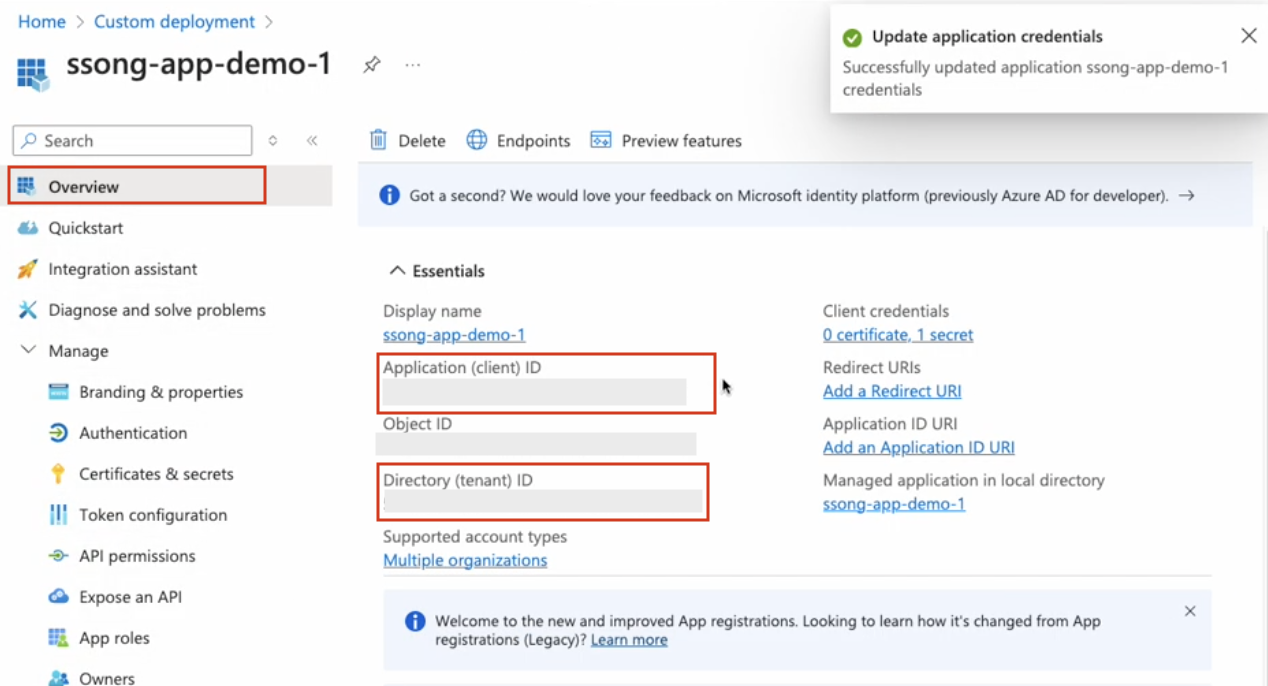 Home > Custom deployment >
ssong-app-demo-1
...
Update application credentials
Successfully updated application ssong-app-demo-1
credentials
Search
Overview
Quickstart
Integration assistant
Diagnose and solve problems
Manage
Branding & properties
Authentication
Certificates & secrets
Token configuration
API permissions
Expose an API
App roles
Owners
Delete
Endpoints
Preview features
Got a second? We would love your feedback on Microsoft identity platform (previously Azure AD for developer). →
Essentials
Display name
ssong-app-demo-1
Application (client) ID
Object ID
Directory (tenant) ID
Supported account types
Multiple organizations
Client credentials
0 certificate, 1 secret
Redirect URIs
Add a Redirect URI
Application ID URI
Add an Application ID URI
Managed application in local directory
ssong-app-demo-1
Welcome to the new and improved App registrations. Looking to learn how it's changed from App
registrations (Legacy)? Learn more